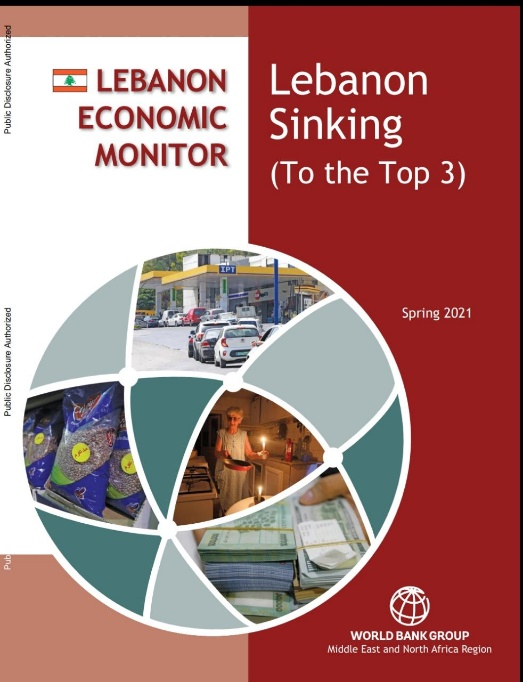 Public Disclosure Authorized
LEBANON
ECONOMIC
MONITOR
Lebanon
Sinking
(To the Top 3)
IPT
Spring 2021
Public Disclosure Authorized
Pub
WORLD BANK GROUP
Middle East and North Africa Region